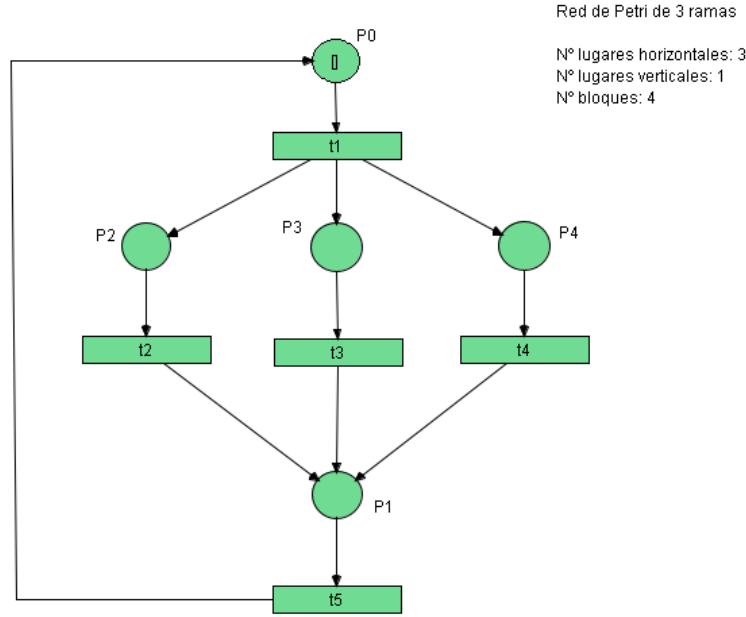 Red de Petri de 3 ramas
P0
Nº lugares horizontales: 3
Nº lugares verticales: 1
Nº bloques: 4
[]
t1
P2
P3
P4
t2
t3
t4
P1
t5